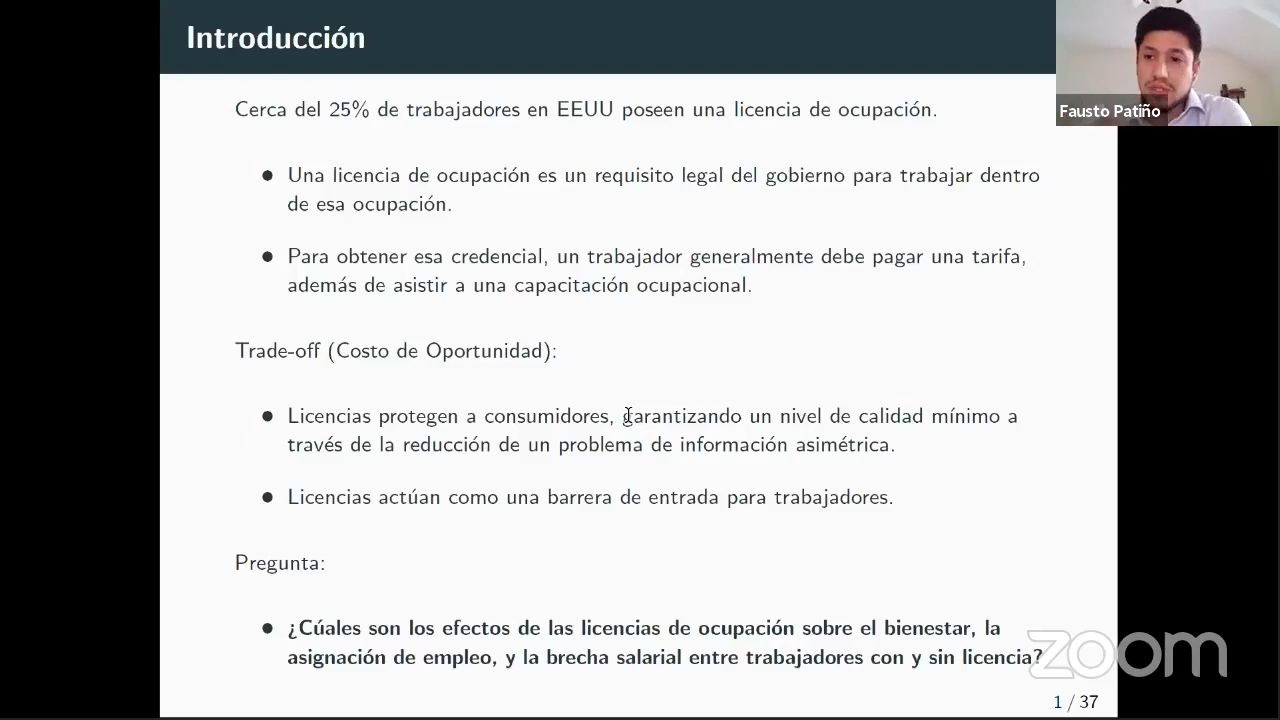 Introducción
Fausto Patiño
Cerca del 25% de trabajadores en EEUU poseen una licencia de ocupación.
● Una licencia de ocupación es un requisito legal del gobierno para trabajar dentro
de esa ocupación.
● Para obtener esa credencial, un trabajador generalmente debe pagar una tarifa,
además de asistir a una capacitación ocupacional.
Trade-off (Costo de Oportunidad):
● Licencias protegen a consumidores, garantizando un nivel de calidad mínimo a
través de la reducción de un problema de información asimétrica.
● Licencias actúan como una barrera de entrada para trabajadores.
Pregunta:
● ¿Cúales son los efectos de las licencias de ocupación sobre el bienestar, la
asignación de empleo, y la brecha salarial entre trabajadores con y sin licencia?
zoom
1 / 37